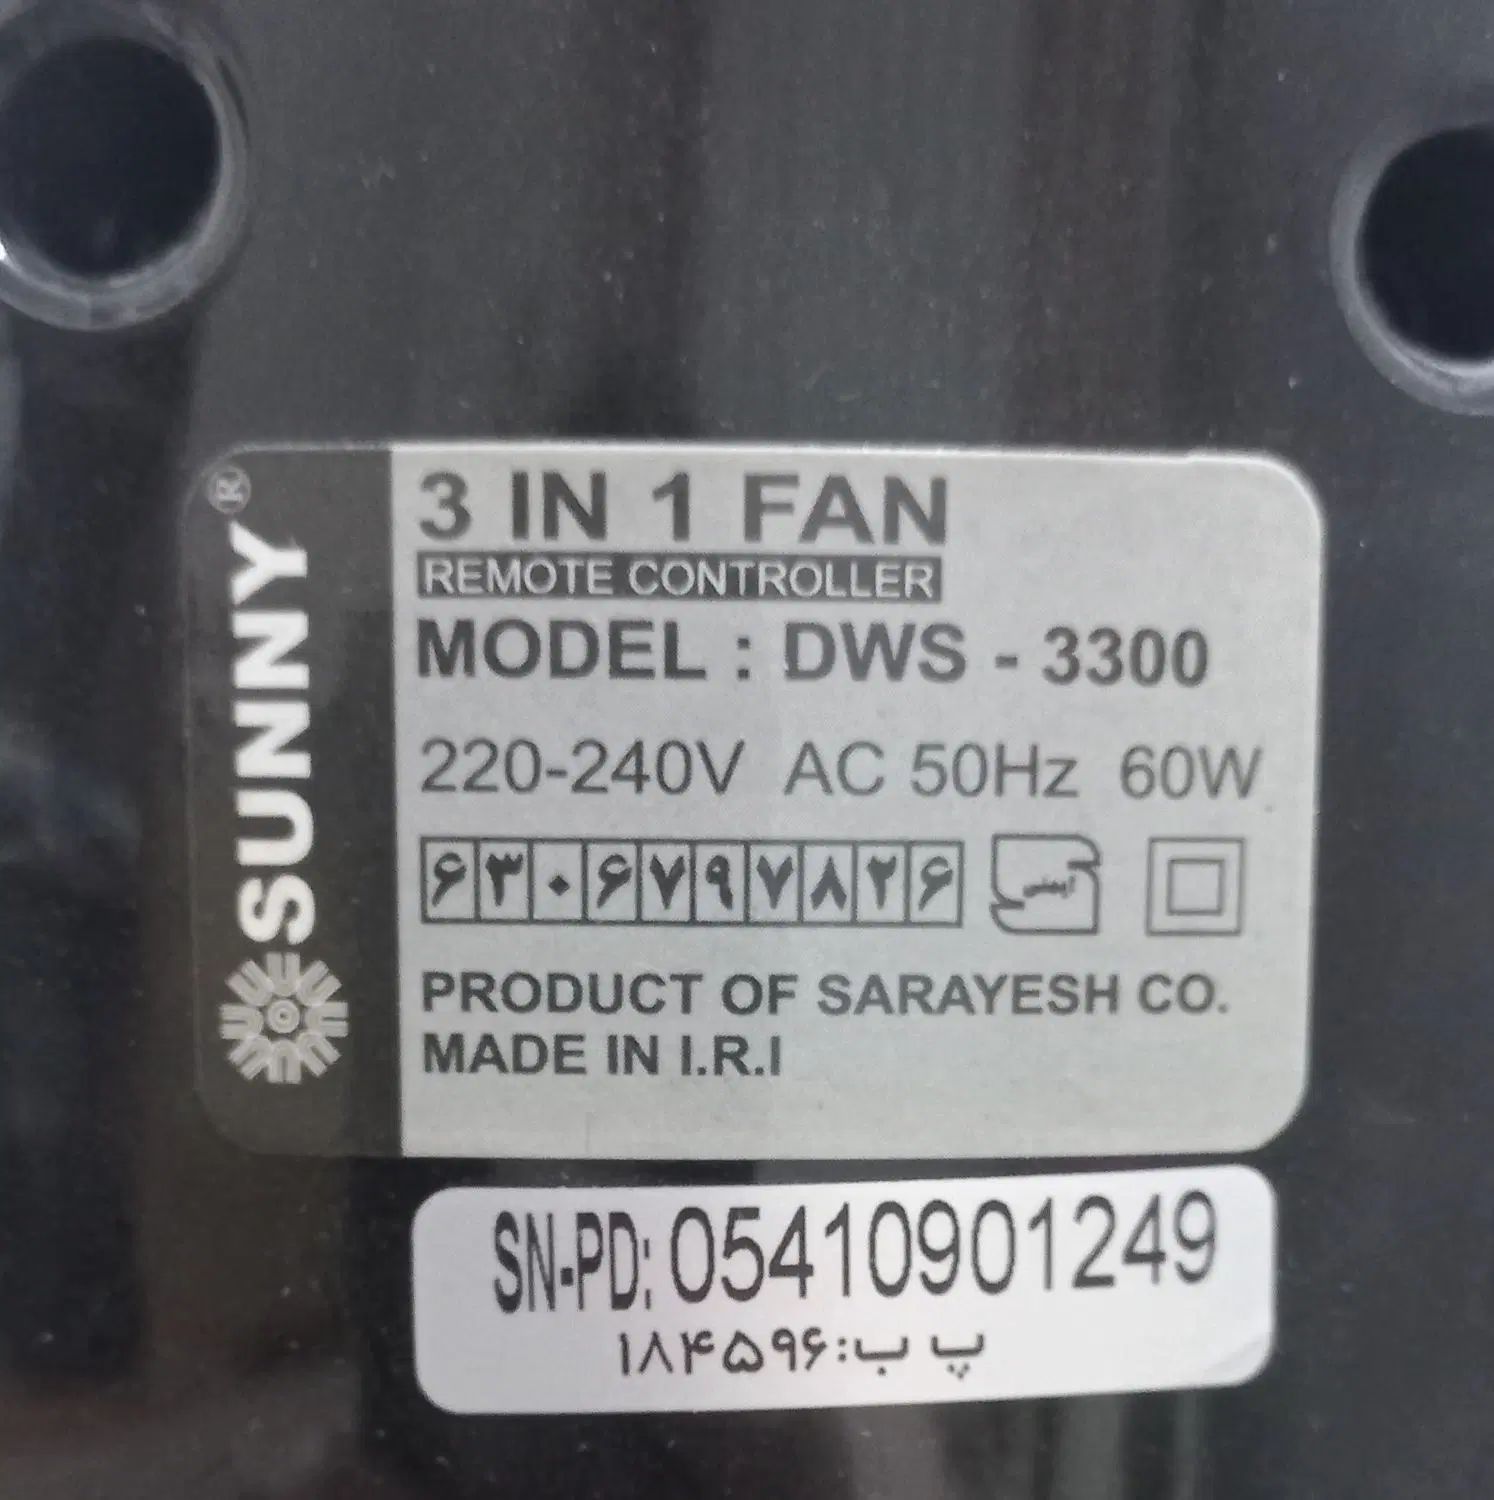 SUNNY®
3 IN 1 FAN
REMOTE CONTROLLER
MODEL : DWS - 3300
220-240V AC 50Hz 60W
۶۳۰۶۷۹۷۸۲۶
PRODUCT OF SARAYESH CO.
MADE IN I.R.I
SN-PD: 05410901249
پ ب: ۱۸۴۵۹۶